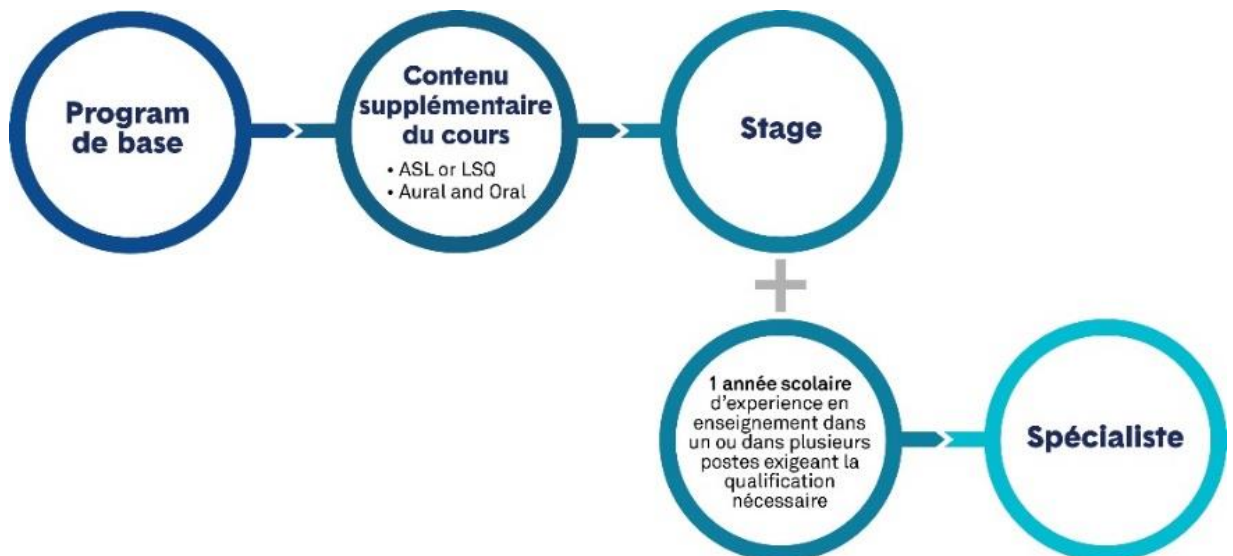 Program
de base
Contenu
supplémentaire
du cours
• ASL or LSQ
• Aural and Oral
Stage
1 année scolaire
d'experience en
enseignement dans
un ou dans plusieurs
postes exigeant la
qualification
nécessaire
Spécialiste